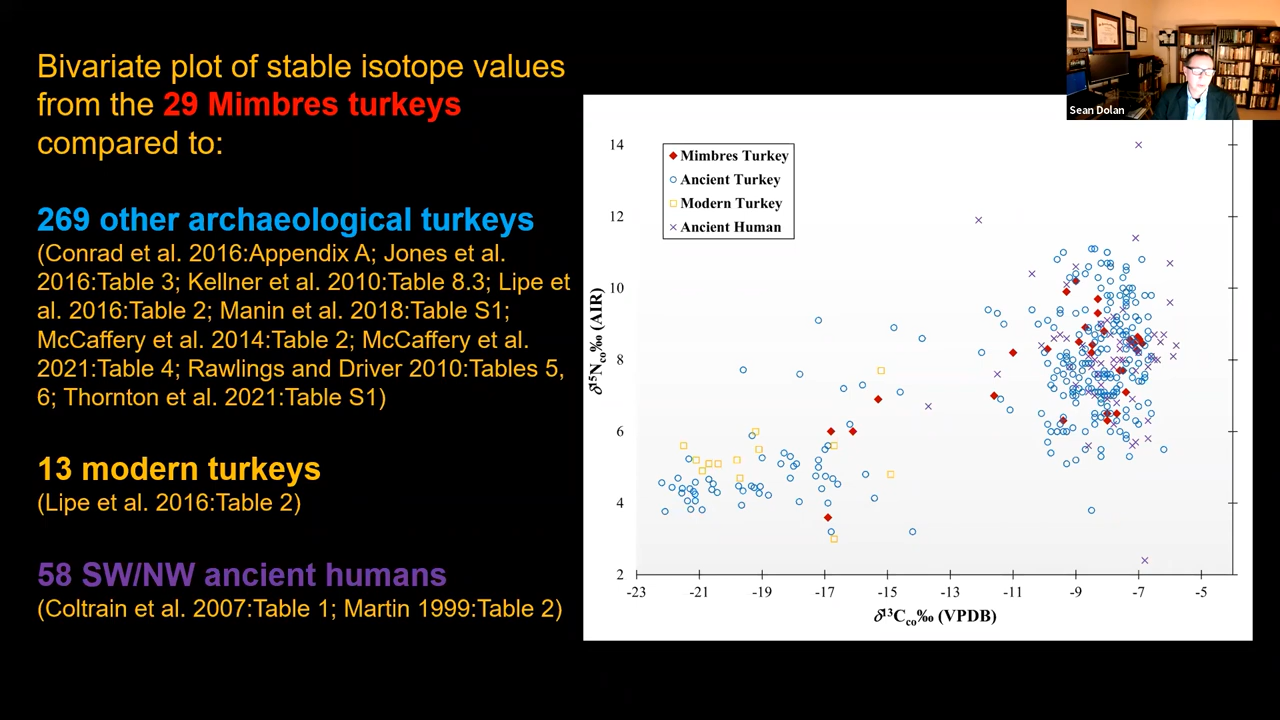 Bivariate plot of stable isotope values
from the 29 Mimbres turkeys
compared to:
269 other archaeological turkeys
(Conrad et al. 2016:Appendix A; Jones et al.
2016:Table 3; Kellner et al. 2010:Table 8.3; Lipe et
al. 2016:Table 2; Manin et al. 2018:Table S1;
McCaffery et al. 2014:Table 2; McCaffery et al.
2021:Table 4; Rawlings and Driver 2010:Tables 5,
6; Thornton et al. 2021:Table S1)
13 modern turkeys
(Lipe et al. 2016:Table 2)
58 SW/NW ancient humans
(Coltrain et al. 2007:Table 1; Martin 1999:Table 2)
Sean Dolan
Mimbres Turkey
Ancient Turkey
Modern Turkey
Ancient Human
14
12
10
8
6
4
2
δ¹⁵Nco‰ (AIR)
-23 -21 -19 -17 -15 -13 -11 -9 -7 -5
δ¹³Cco‰ (VPDB)